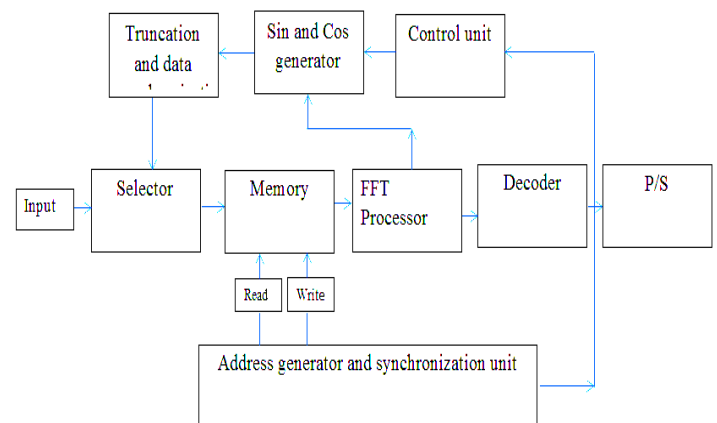 Truncation
and data
Sin and Cos
generator
Control unit
Input
Selector
Memory
FFT
Processor
Decoder
P/S
Read
Write
Address generator and synchronization unit